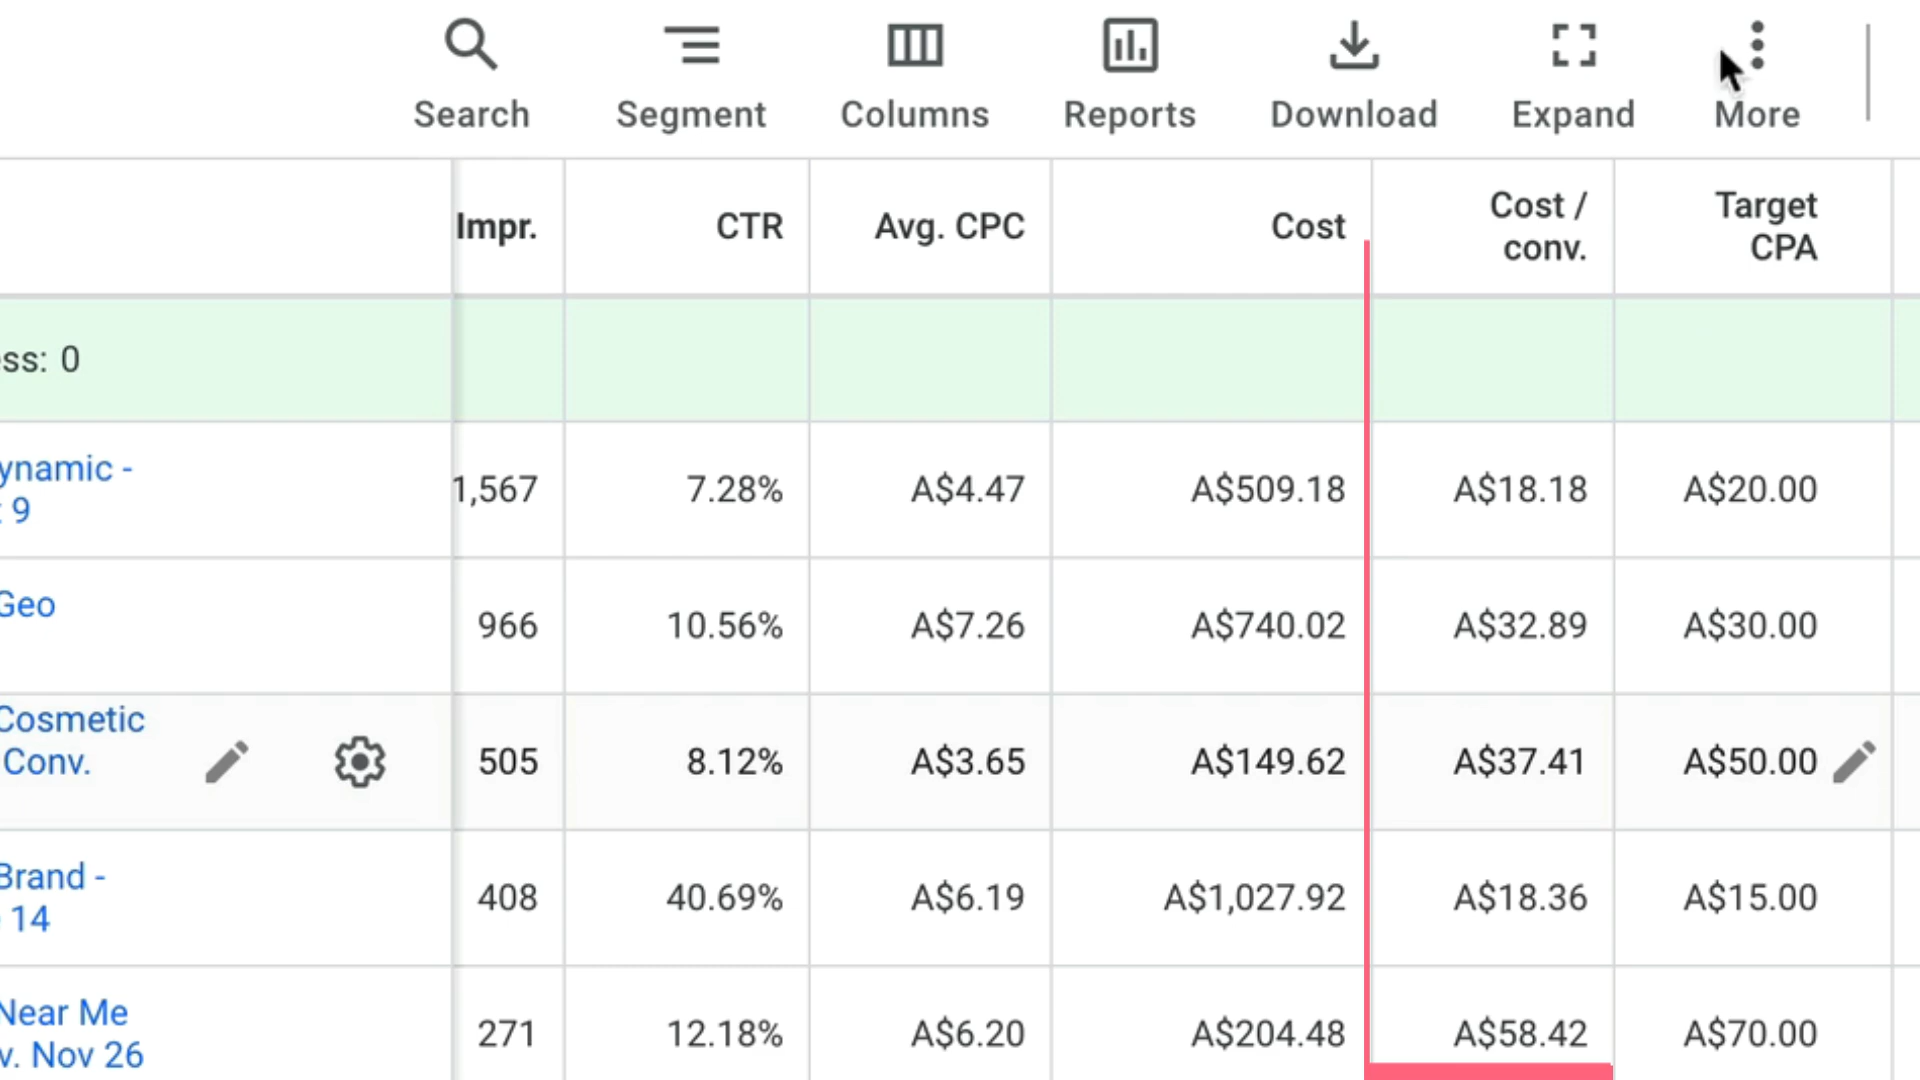 Search Segment Columns Reports Download Expand More
Impr. CTR Avg. CPC Cost Cost / conv. Target CPA
ess: 0
ynamic -
9
1,567 7.28% A$4.47 A$509.18 A$18.18 A$20.00
Geo
966 10.56% A$7.26 A$740.02 A$32.89 A$30.00
Cosmetic
Conv.
505 8.12% A$3.65 A$149.62 A$37.41 A$50.00
Brand -
14
408 40.69% A$6.19 A$1,027.92 A$18.36 A$15.00
Near Me
v. Nov 26
271 12.18% A$6.20 A$204.48 A$58.42 A$70.00